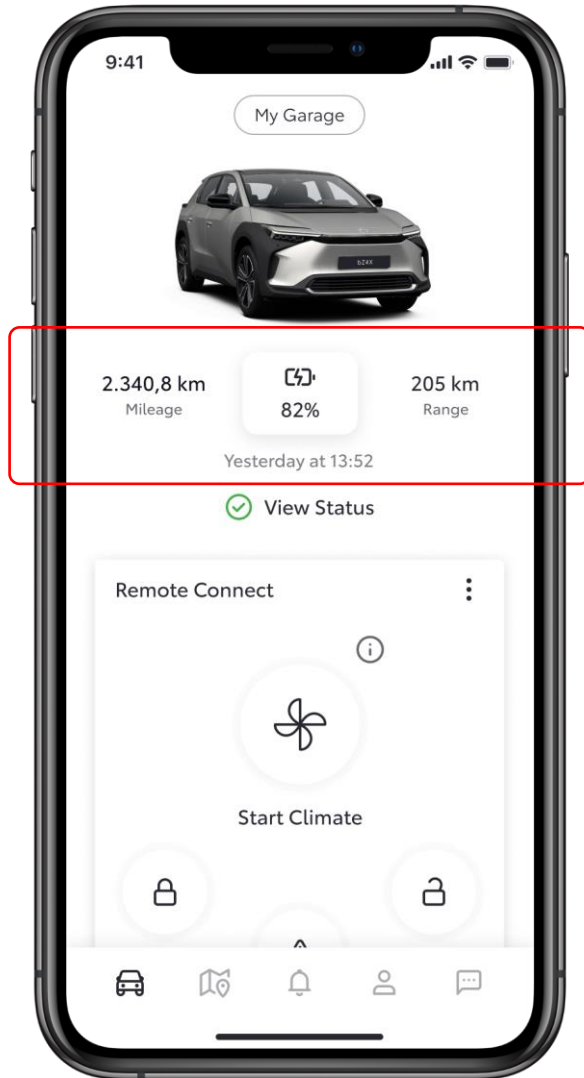 9:41
My Garage
bZ4X
2.340,8 km
82%
205 km
Mileage
Range
Yesterday at 13:52
View Status
Remote Connect
Start Climate